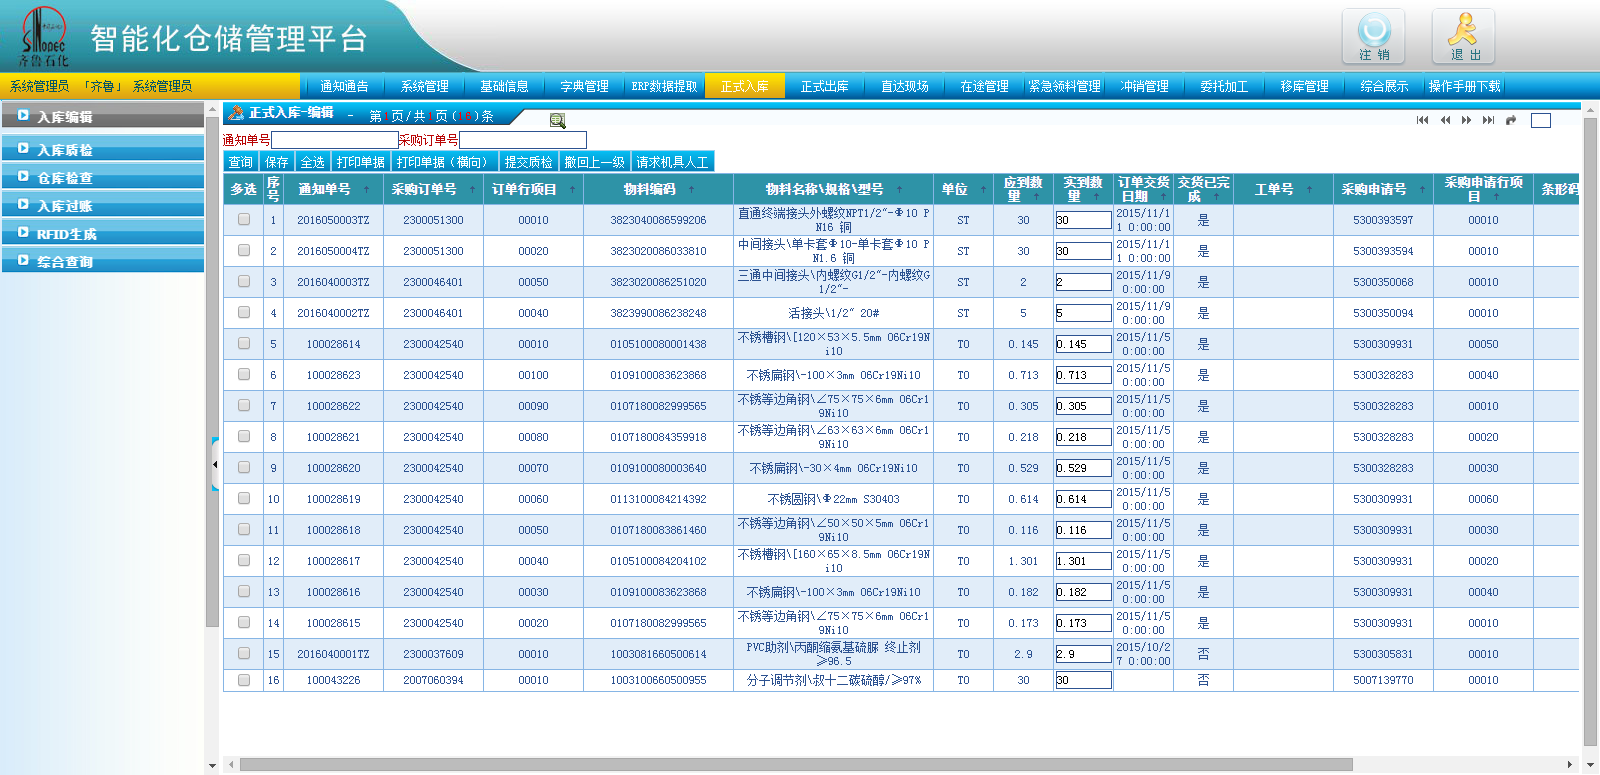 Sinopec
齐鲁石化
智能化仓储管理平台
注 销
退 出
系统管理员 「齐鲁」 系统管理员
通知通告 系统管理 基础信息 字典管理 ERP数据提取 正式入库 正式出库 直达现场 在途管理 紧急领料管理 冲销管理 委托加工 移库管理 综合展示 操作手册下载
入库编辑
入库质检
仓库检查
入库过账
RFID生成
综合查询
正式入库-编辑 - 第1页/共1页(16)条
通知单号 采购订单号
查询 保存 全选 打印单据 打印单据(横向) 提交质检 撤回上一级 请求机具人工
多选 序号 通知单号 采购订单号 订单行项目 物料编码 物料名称\规格\型号 单位 应到数量 实到数量 订单交货日期 交货已完成 工单号 采购申请号 采购申请行项目 条形码
1 2016050003TZ 2300051300 00010 3823040086599206 直通终端接头外螺纹NPT1/2″-Φ10 PN16 铜 ST 30 30 2015/11/11 0:00:00 是 5300393597 00010
2 2016050004TZ 2300051300 00020 3823020086033810 中间接头\单卡套Φ10-单卡套Φ10 PN1.6 铜 ST 30 30 2015/11/11 0:00:00 是 5300393594 00010
3 2016040003TZ 2300046401 00050 3823020086251020 三通中间接头\内螺纹G1/2″-内螺纹G1/2″- ST 2 2 2015/11/9 0:00:00 是 5300350068 00010
4 2016040002TZ 2300046401 00040 3823990086238248 活接头\1/2″ 20# ST 5 5 2015/11/9 0:00:00 是 5300350094 00010
5 100028614 2300042540 00010 0105100080001438 不锈槽钢\[120×53×5.5mm 06Cr19Ni10 TO 0.145 0.145 2015/11/5 0:00:00 是 5300309931 00050
6 100028623 2300042540 00100 0109100083623868 不锈扁钢\-100×3mm 06Cr19Ni10 TO 0.713 0.713 2015/11/5 0:00:00 是 5300328283 00040
7 100028622 2300042540 00090 0107180082999565 不锈等边角钢\∠75×75×6mm 06Cr19Ni10 TO 0.305 0.305 2015/11/5 0:00:00 是 5300328283 00010
8 100028621 2300042540 00080 0107180084359918 不锈等边角钢\∠63×63×6mm 06Cr19Ni10 TO 0.218 0.218 2015/11/5 0:00:00 是 5300328283 00020
9 100028620 2300042540 00070 0109100080003640 不锈扁钢\-30×4mm 06Cr19Ni10 TO 0.529 0.529 2015/11/5 0:00:00 是 5300328283 00030
10 100028619 2300042540 00060 0113100084214392 不锈圆钢\Φ22mm S30403 TO 0.614 0.614 2015/11/5 0:00:00 是 5300309931 00060
11 100028618 2300042540 00050 0107180083861460 不锈等边角钢\∠50×50×5mm 06Cr19Ni10 TO 0.116 0.116 2015/11/5 0:00:00 是 5300309931 00030
12 100028617 2300042540 00040 0105100084204102 不锈槽钢\[160×65×8.5mm 06Cr19Ni10 TO 1.301 1.301 2015/11/5 0:00:00 是 5300309931 00020
13 100028616 2300042540 00030 0109100083623868 不锈扁钢\-100×3mm 06Cr19Ni10 TO 0.182 0.182 2015/11/5 0:00:00 是 5300309931 00040
14 100028615 2300042540 00020 0107180082999565 不锈等边角钢\∠75×75×6mm 06Cr19Ni10 TO 0.173 0.173 2015/11/5 0:00:00 是 5300309931 00010
15 2016040001TZ 2300037609 00010 1003081660500614 PVC助剂\丙酮缩氨基硫脲 终止剂 ≥96.5 TO 2.9 2.9 2015/10/27 0:00:00 否 5300305831 00010
16 100043226 2007060394 00010 1003100660500955 分子调节剂\叔十二碳硫醇/≥97% TO 30 30 否 5007139770 00010